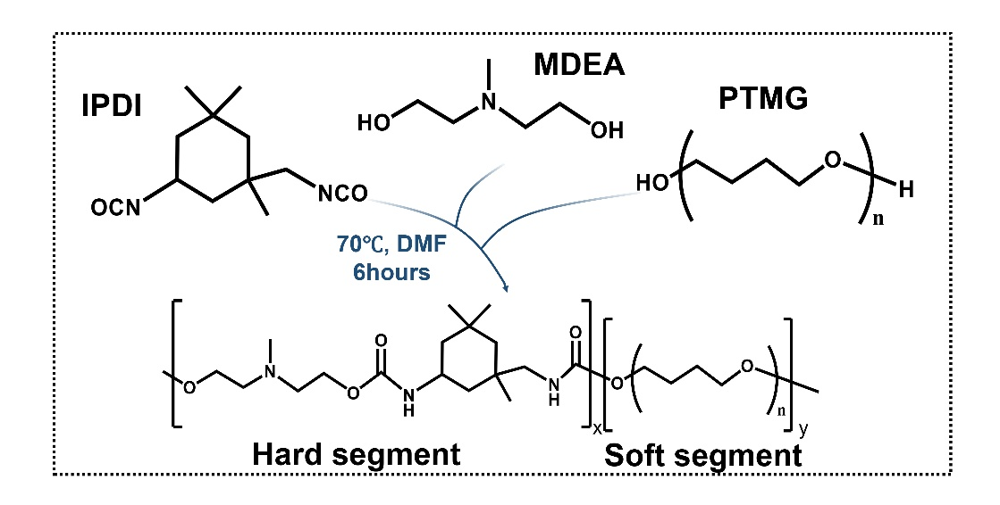 IPDI
MDEA
PTMG
HO
N
OH
OCN
NCO
HO
O
H
n
70℃, DMF
6hours
O
N
O
O
N
H
N
H
O
O
O
n
x
y
Hard segment
Soft segment